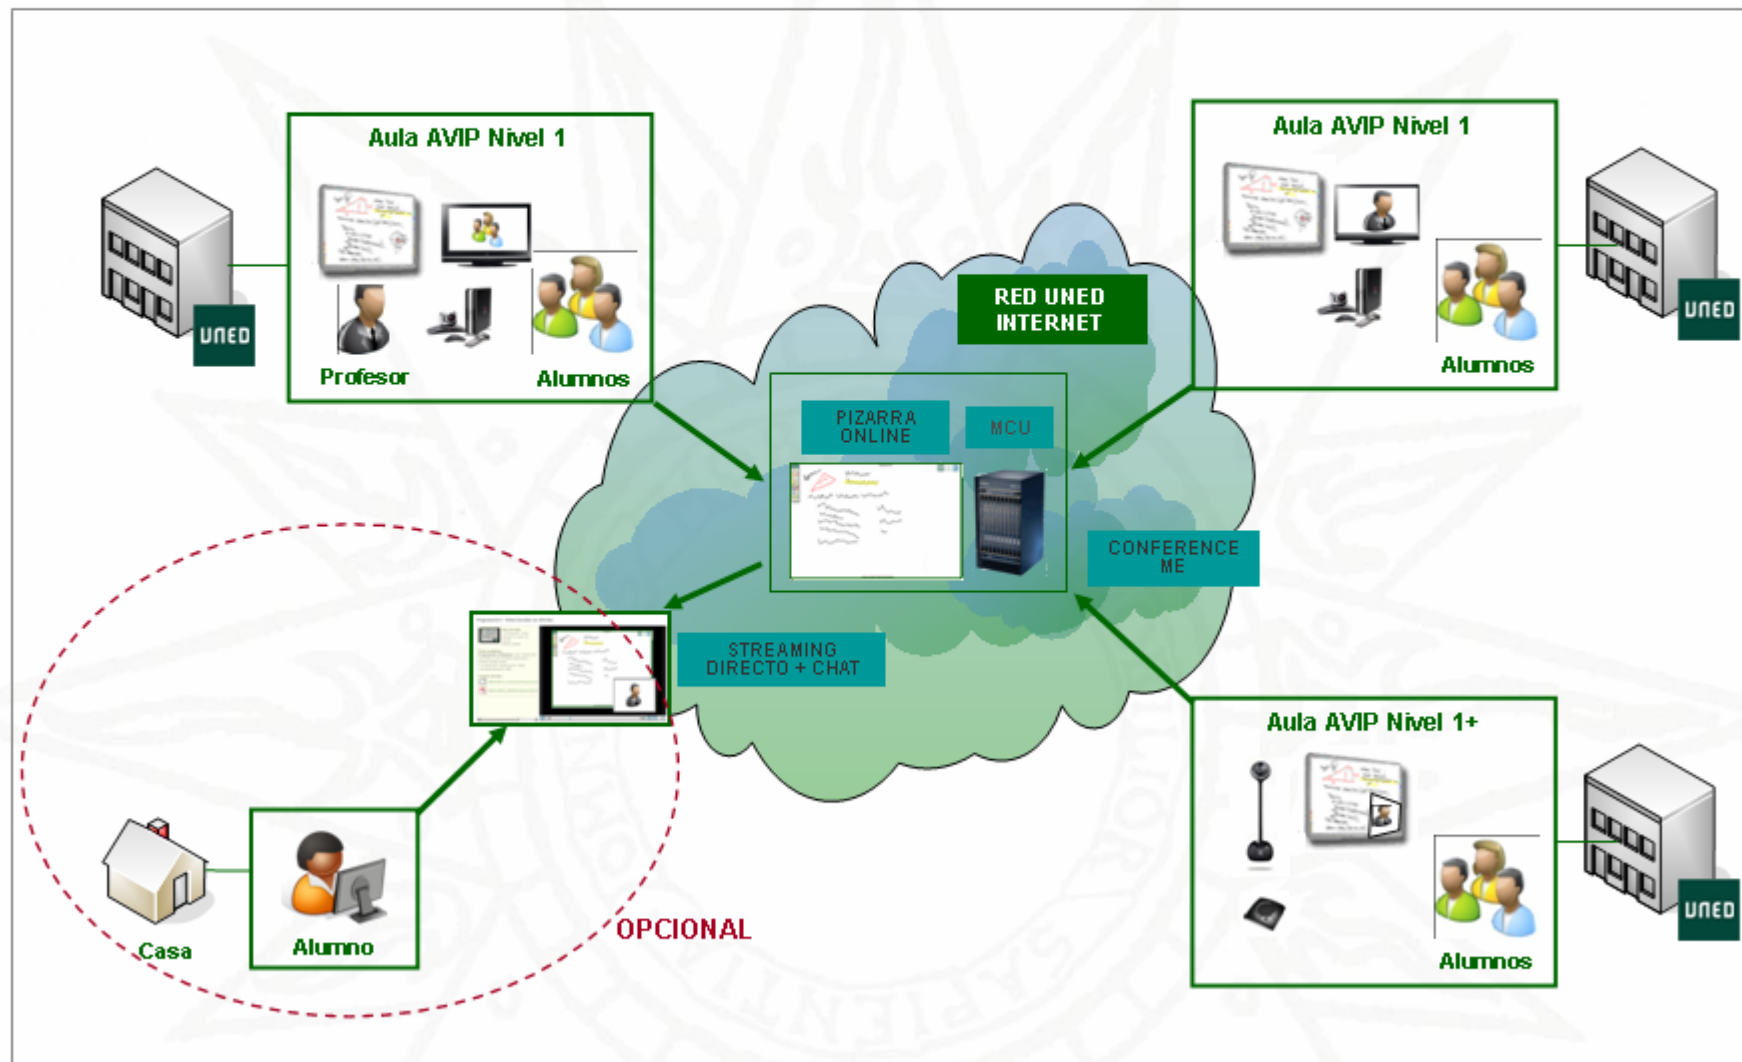 Aula AVIP Nivel 1
UNED
Profesor
Alumnos
Aula AVIP Nivel 1
Alumnos
UNED
RED UNED
INTERNET
PIZARRA
ONLINE
MCU
CONFERENCE
ME
STREAMING
DIRECTO + CHAT
Aula AVIP Nivel 1+
Alumnos
UNED
Casa
Alumno
OPCIONAL
SAPIENTIA